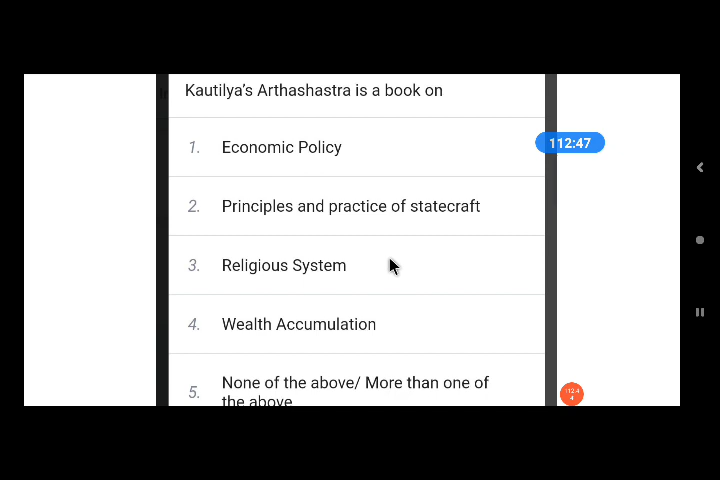 Kautilya’s Arthashastra is a book on
1. Economic Policy
112:47
2. Principles and practice of statecraft
3. Religious System
4. Wealth Accumulation
5. None of the above/ More than one of
the above